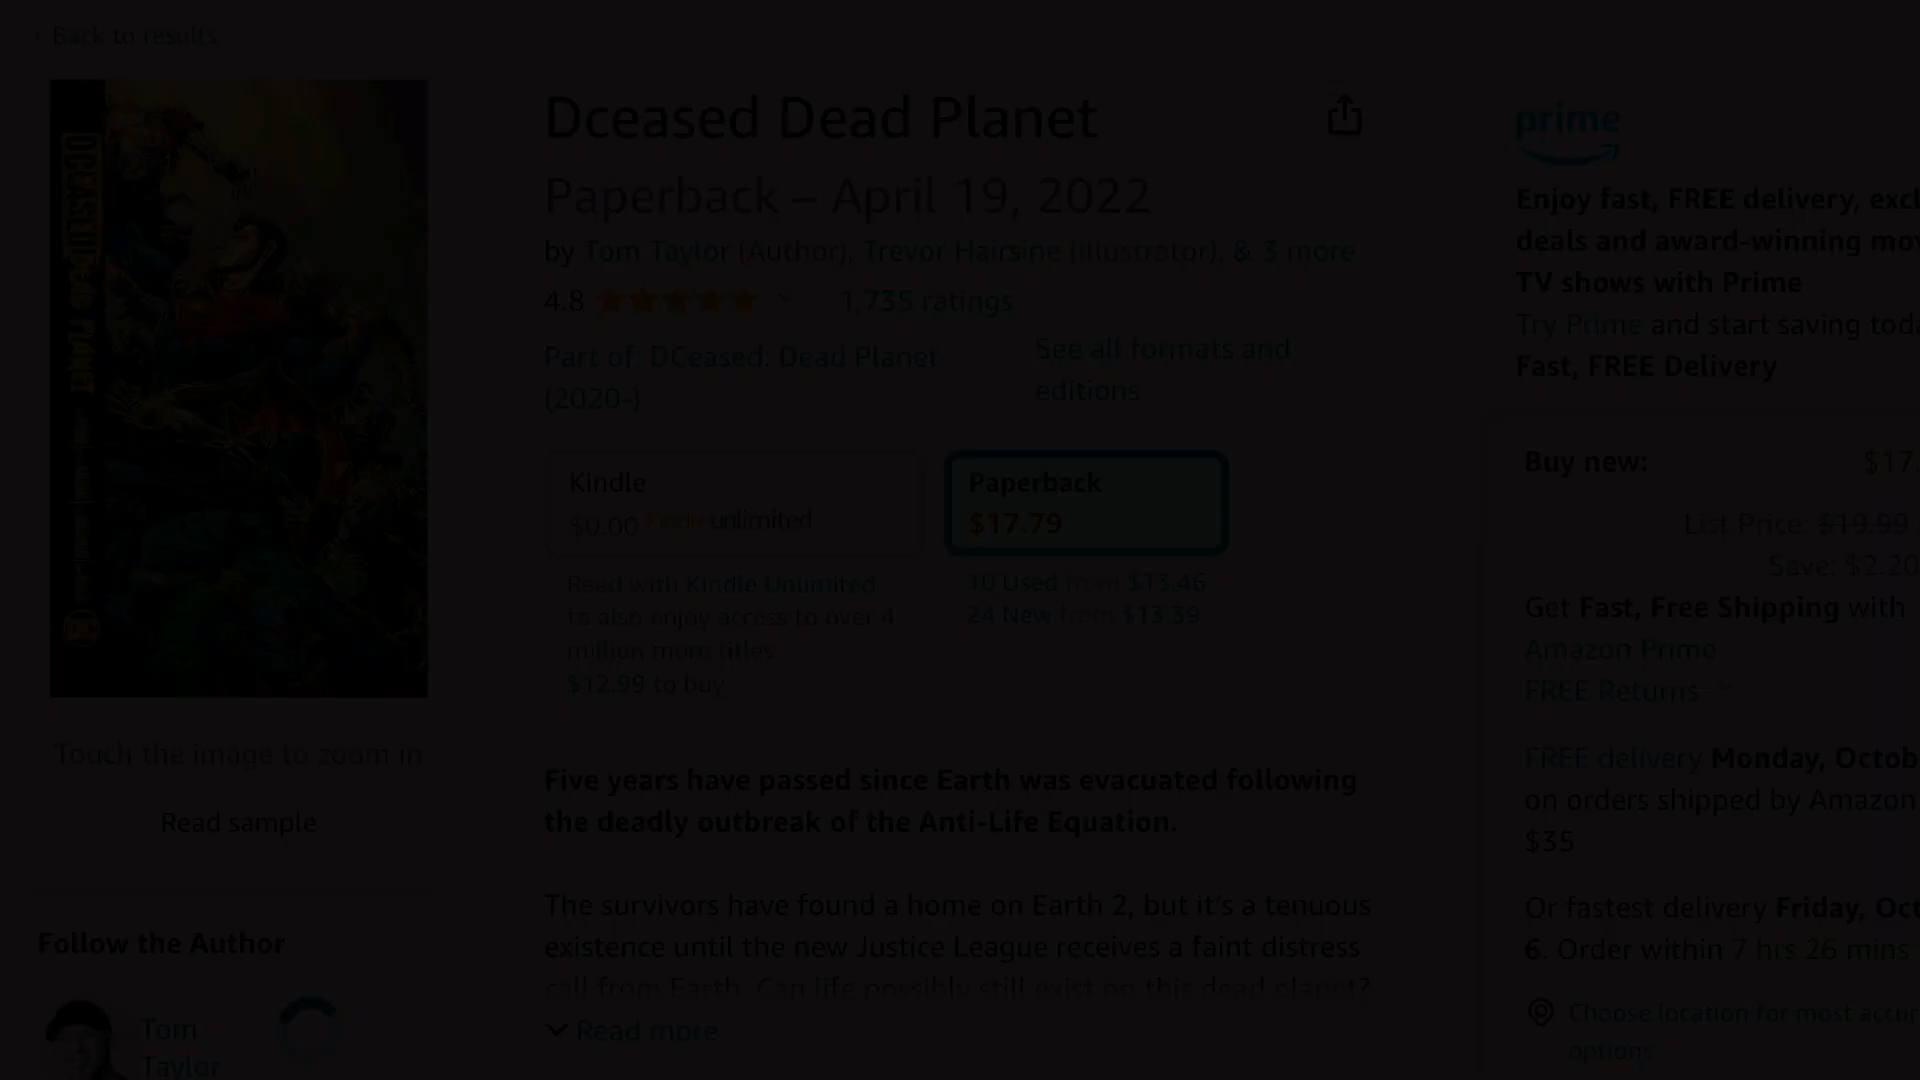 ‹ Back to results
DCEASED: DEAD PLANET
Dceased Dead Planet
Paperback – April 19, 2022
by Tom Taylor (Author), Trevor Hairsine (Illustrator), & 3 more
4.8
1,735 ratings
Part of: DCeased: Dead Planet
(2020-)
See all formats and
editions
Kindle
$0.00 kindle unlimited
Read with Kindle Unlimited
to also enjoy access to over 4
million more titles
$12.99 to buy
Paperback
$17.79
10 Used from $13.46
24 New from $13.39
Five years have passed since Earth was evacuated following
the deadly outbreak of the Anti-Life Equation.
The survivors have found a home on Earth 2, but it's a tenuous
existence until the new Justice League receives a faint distress
call from Earth. Can life possibly still exist on this dead planet?
Read more
Touch the image to zoom in
Read sample
Follow the Author
Tom
Taylor
prime
Enjoy fast, FREE delivery, excl
deals and award-winning mov
TV shows with Prime
Try Prime and start saving toda
Fast, FREE Delivery
Buy new: $17.
List Price: $19.99
Save: $2.20
Get Fast, Free Shipping with
Amazon Prime
FREE Returns
FREE delivery Monday, Octob
on orders shipped by Amazon
$35
Or fastest delivery Friday, Oct
6. Order within 7 hrs 26 mins
Choose location for most accur
options